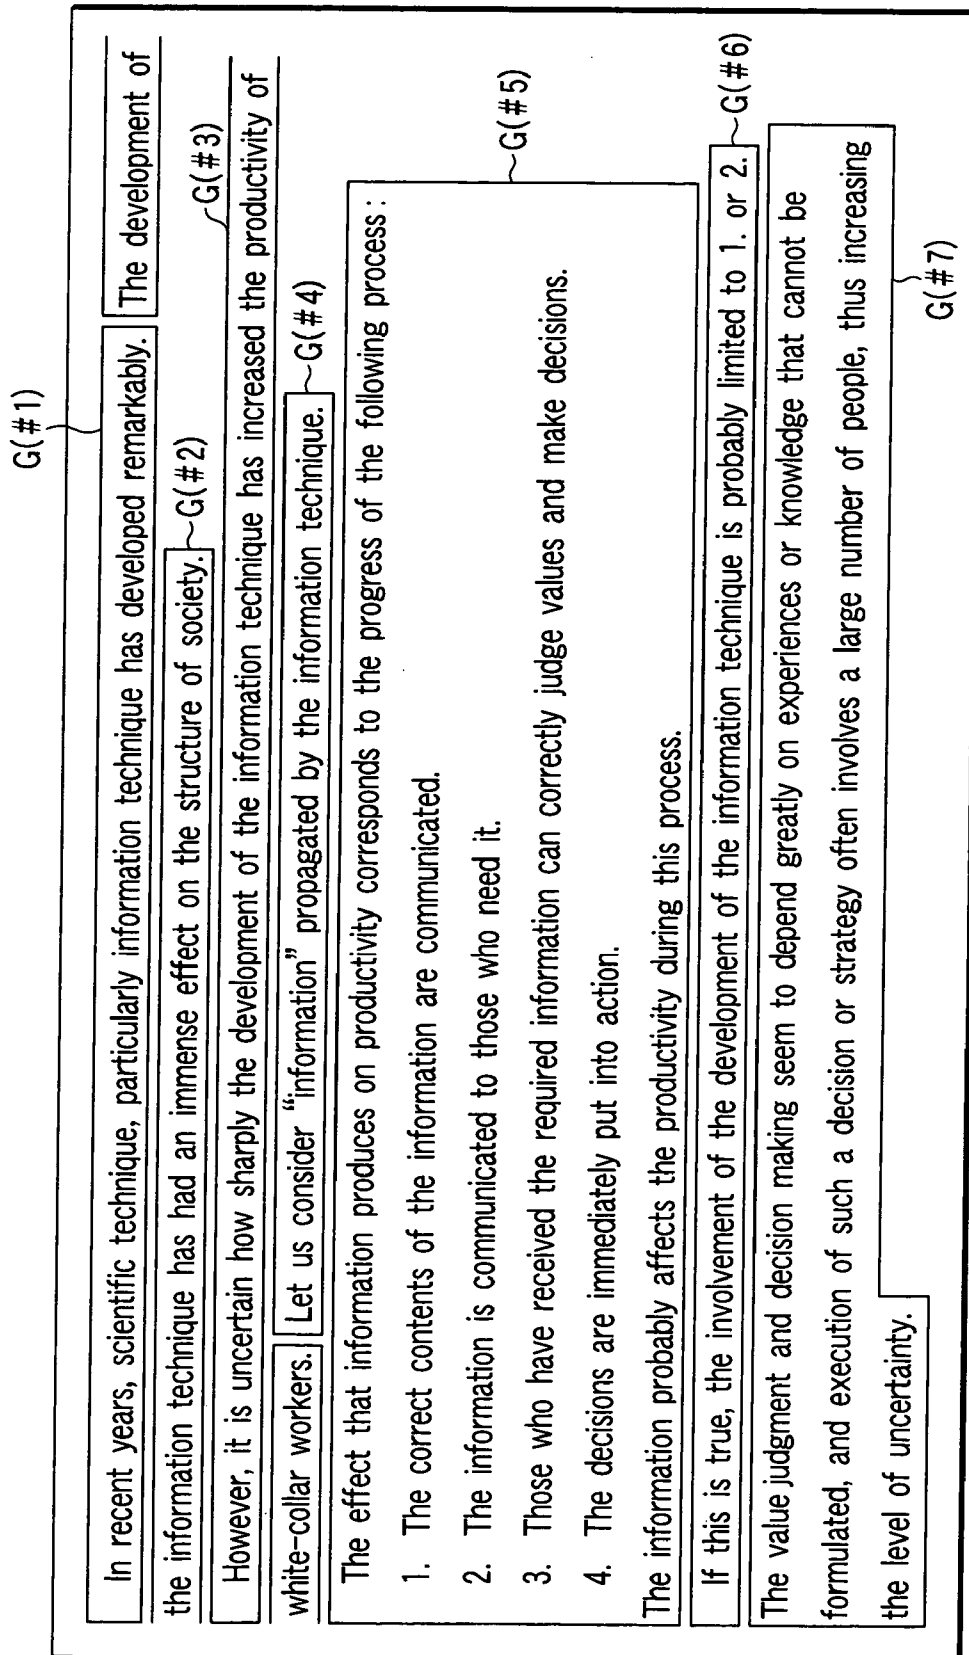 G(#1)
In recent years, scientific technique, particularly information technique has developed remarkably. The development of
the information technique has had an immense effect on the structure of society. G(#2)
G(#3)
However, it is uncertain how sharply the development of the information technique has increased the productivity of
white-collar workers. Let us consider “information” propagated by the information technique. G(#4)
The effect that information produces on productivity corresponds to the progress of the following process:
1. The correct contents of the information are communicated.
2. The information is communicated to those who need it.
3. Those who have received the required information can correctly judge values and make decisions.
4. The decisions are immediately put into action.
The information probably affects the productivity during this process.
G(#5)
If this is true, the involvement of the development of the information technique is probably limited to 1. or 2. G(#6)
The value judgment and decision making seem to depend greatly on experiences or knowledge that cannot be
formulated, and execution of such a decision or strategy often involves a large number of people, thus increasing
the level of uncertainty.
G(#7)